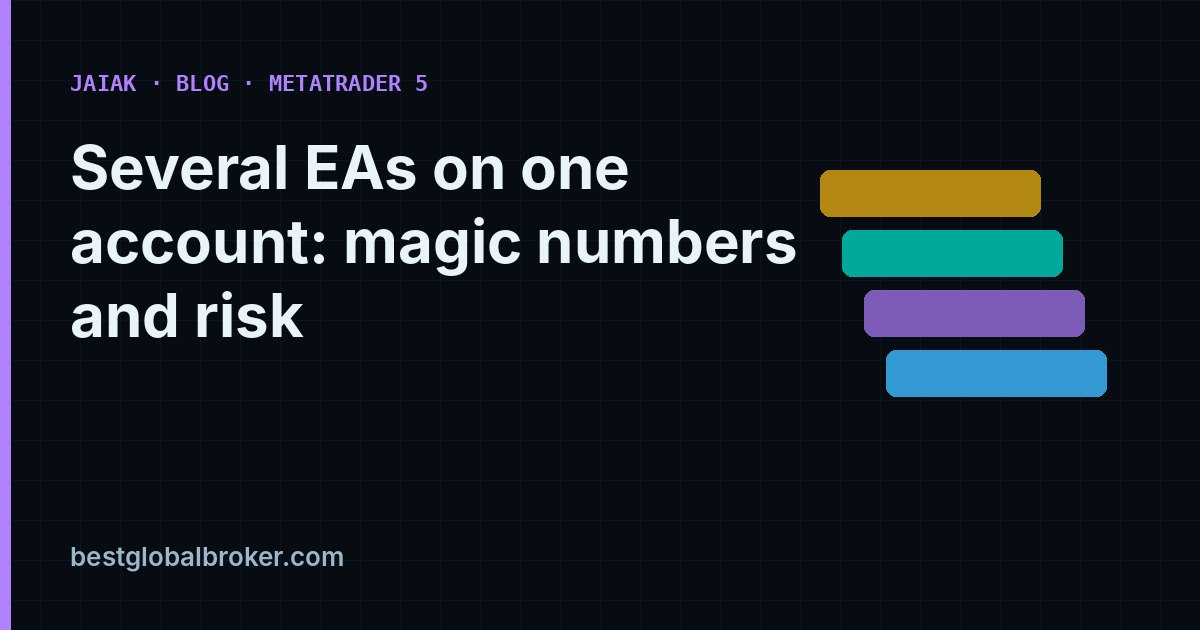 JAIAK · BLOG · METATRADER 5
Several EAs on one
account: magic numbers
and risk
bestglobalbroker.com